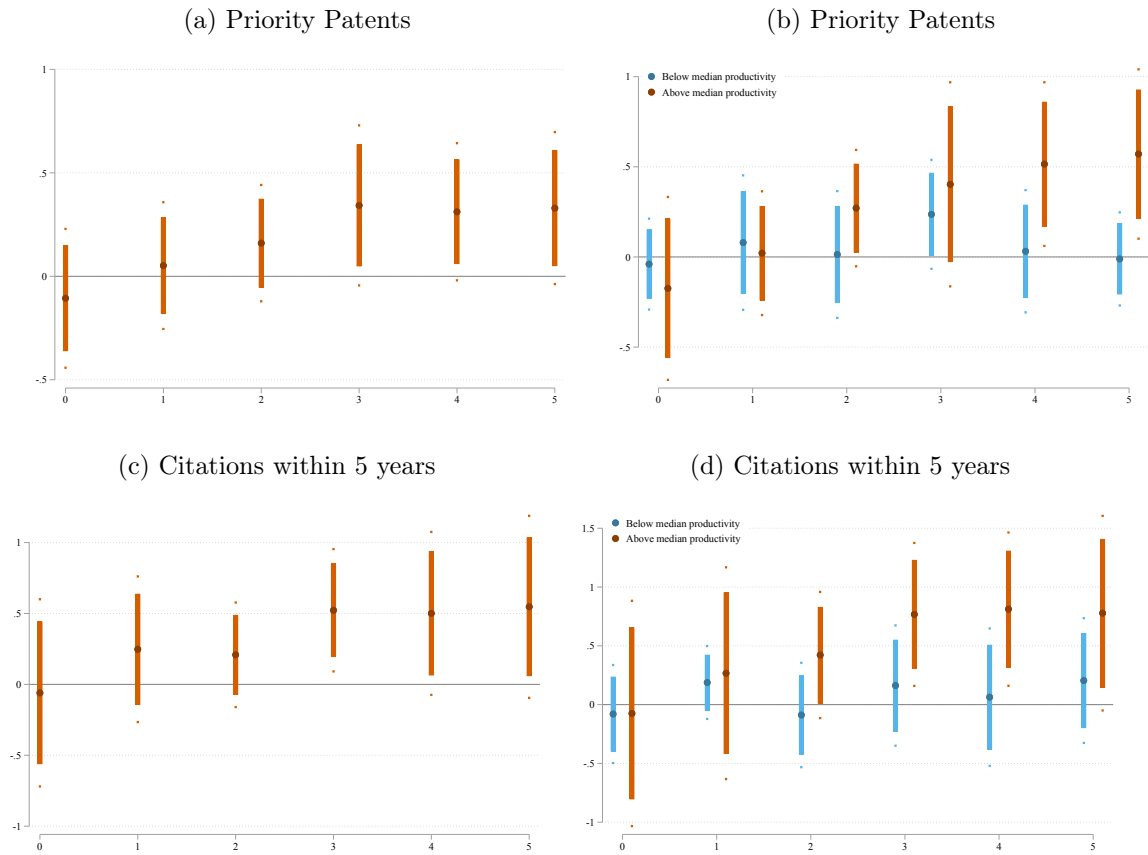 (a) Priority Patents
1
.5
0
-.5
0 1 2 3 4 5
(b) Priority Patents
Below median productivity
Above median productivity
1
.5
0
-.5
0 1 2 3 4 5
(c) Citations within 5 years
1
.5
0
-.5
-1
0 1 2 3 4 5
(d) Citations within 5 years
Below median productivity
Above median productivity
1.5
1
.5
0
-.5
-1
0 1 2 3 4 5